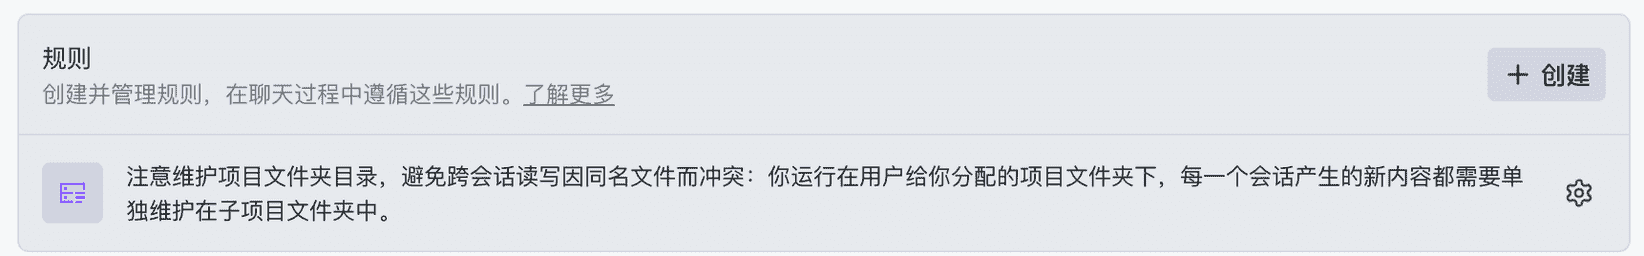 规则
创建并管理规则，在聊天过程中遵循这些规则。了解更多
+ 创建
注意维护项目文件夹目录，避免跨会话读写因同名文件而冲突：你运行在用户给你分配的项目文件夹下，每一个会话产生的新内容都需要单
独维护在子项目文件夹中。